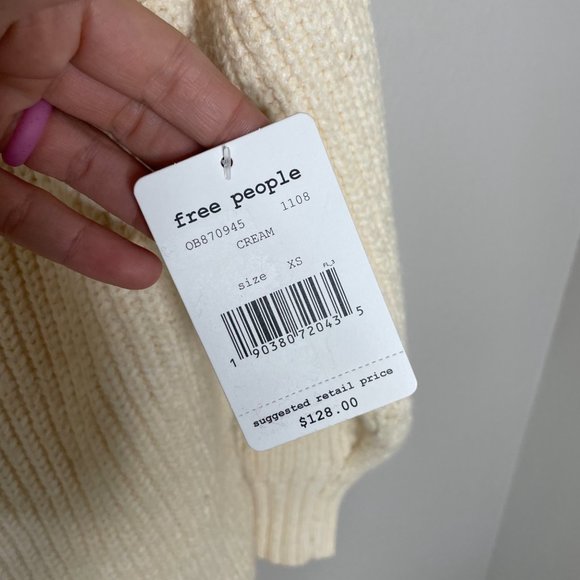 free people
OB870945 1108
CREAM
size XS
1 90380 72043 5
suggested retail price
$128.00